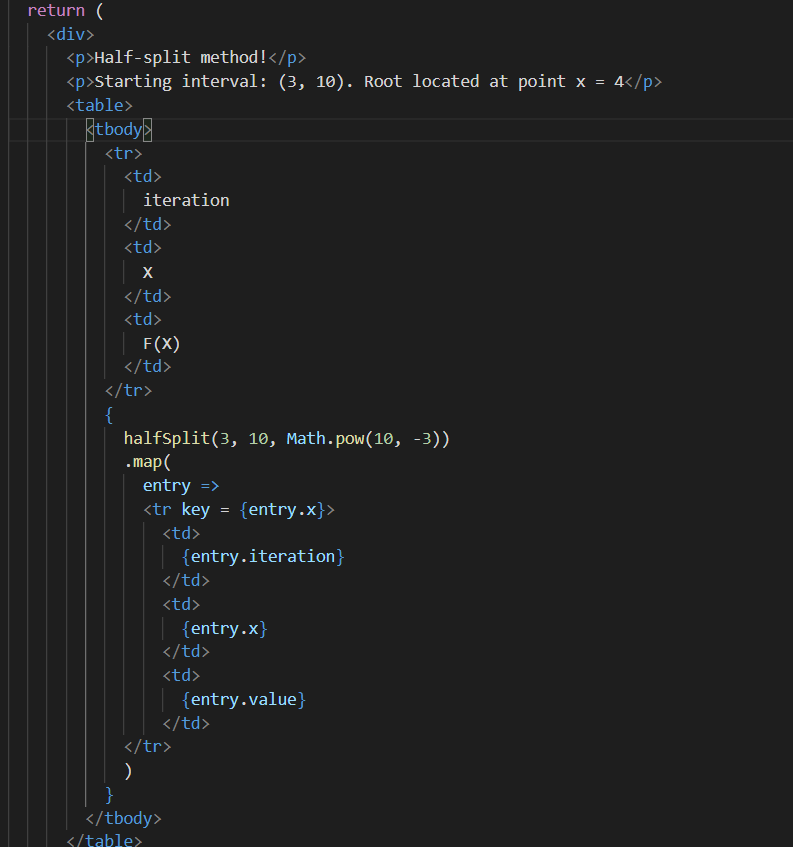 return (
<div>
<p>Half-split method!</p>
<p>Starting interval: (3, 10). Root located at point x = 4</p>
<table>
<tbody>
<tr>
<td>
iteration
</td>
<td>
X
</td>
<td>
F(X)
</td>
</tr>
{
halfSplit(3, 10, Math.pow(10, -3))
.map(
entry =>
<tr key = {entry.x}>
<td>
{entry.iteration}
</td>
<td>
{entry.x}
</td>
<td>
{entry.value}
</td>
</tr>
)
}
</tbody>
</table>